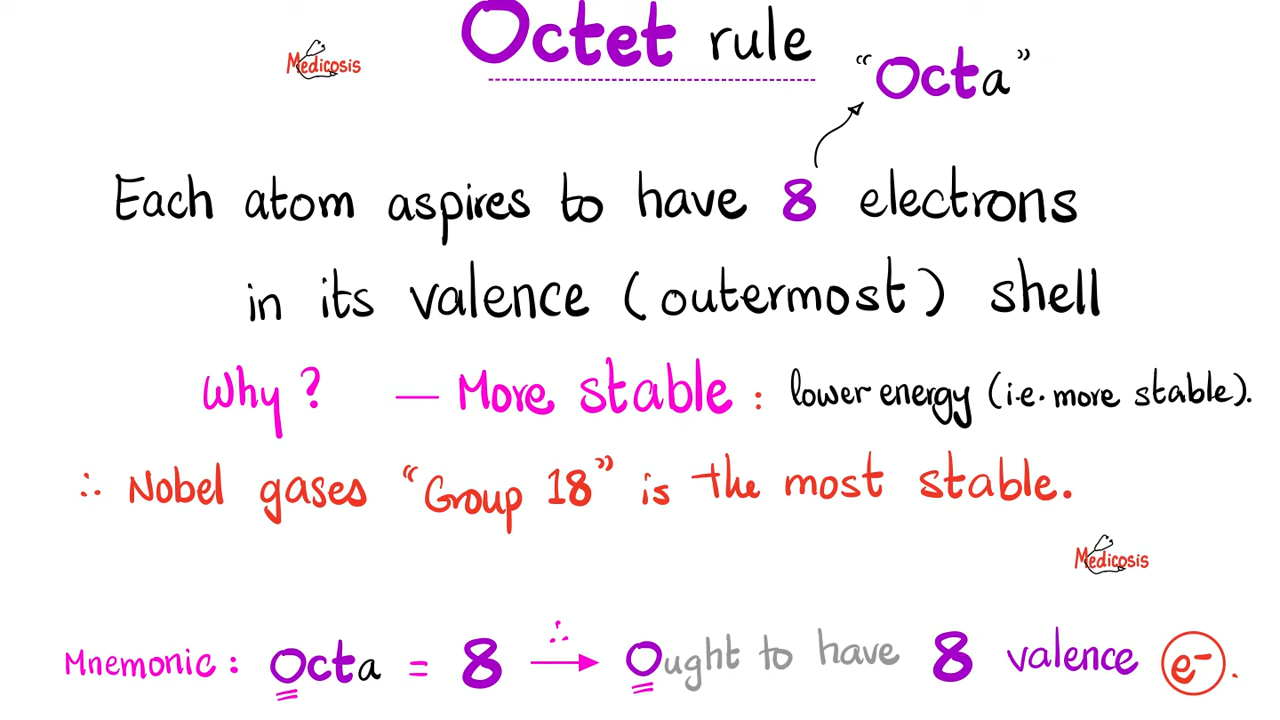 Octet rule
Medicosis
"Octa"
Each atom aspires to have 8 electrons
in its valence (outermost) shell
Why? — More stable : lower energy (i.e. more stable).
∴ Nobel gases "Group 18" is the most stable.
Medicosis
Mnemonic : Octa = 8 ∴ → Ought to have 8 valence e⁻ .